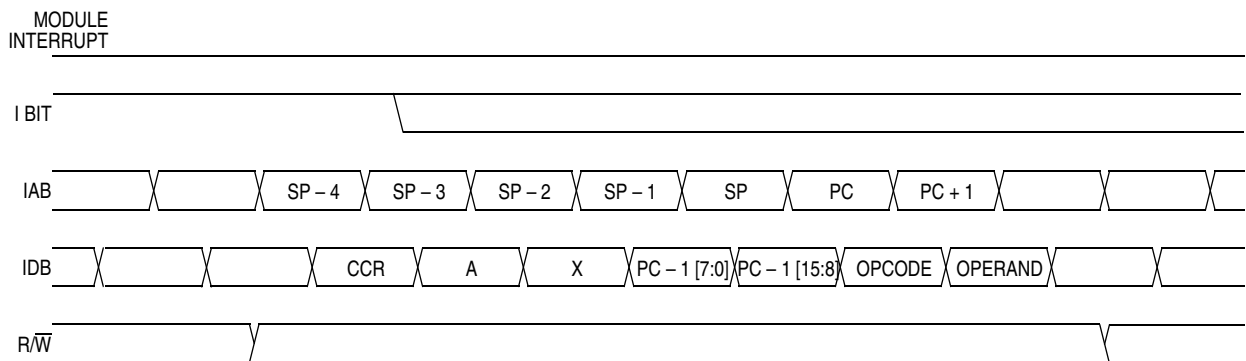 MODULE
INTERRUPT
I BIT
IAB SP – 4 SP – 3 SP – 2 SP – 1 SP PC PC + 1
IDB CCR A X PC – 1 [7:0] PC – 1 [15:8] OPCODE OPERAND
R/W̅